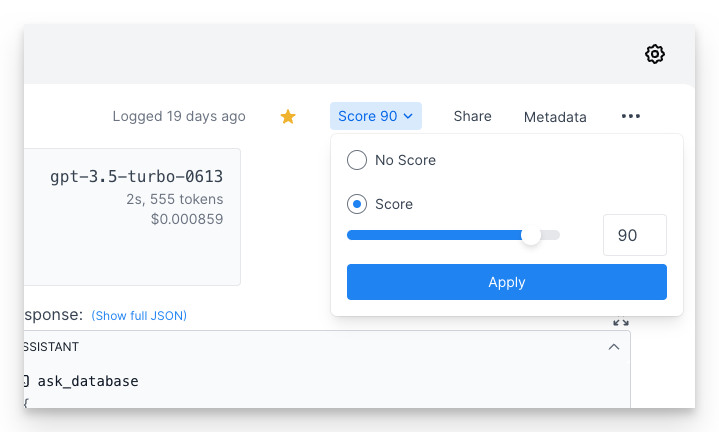 Logged 19 days ago Score 90 Share Metadata
No Score
gpt-3.5-turbo-0613
2s, 555 tokens
Score
$0.000859
90
Apply
sponse: (Show full JSON)
SSISTANT
ask_database
{